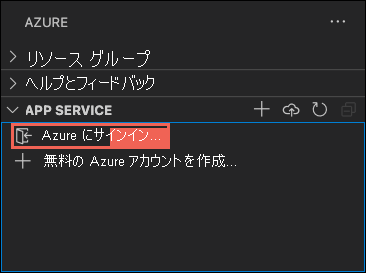 AZURE
リソース グループ
ヘルプとフィードバック
APP SERVICE
Azure にサインイン...
無料の Azure アカウントを作成...